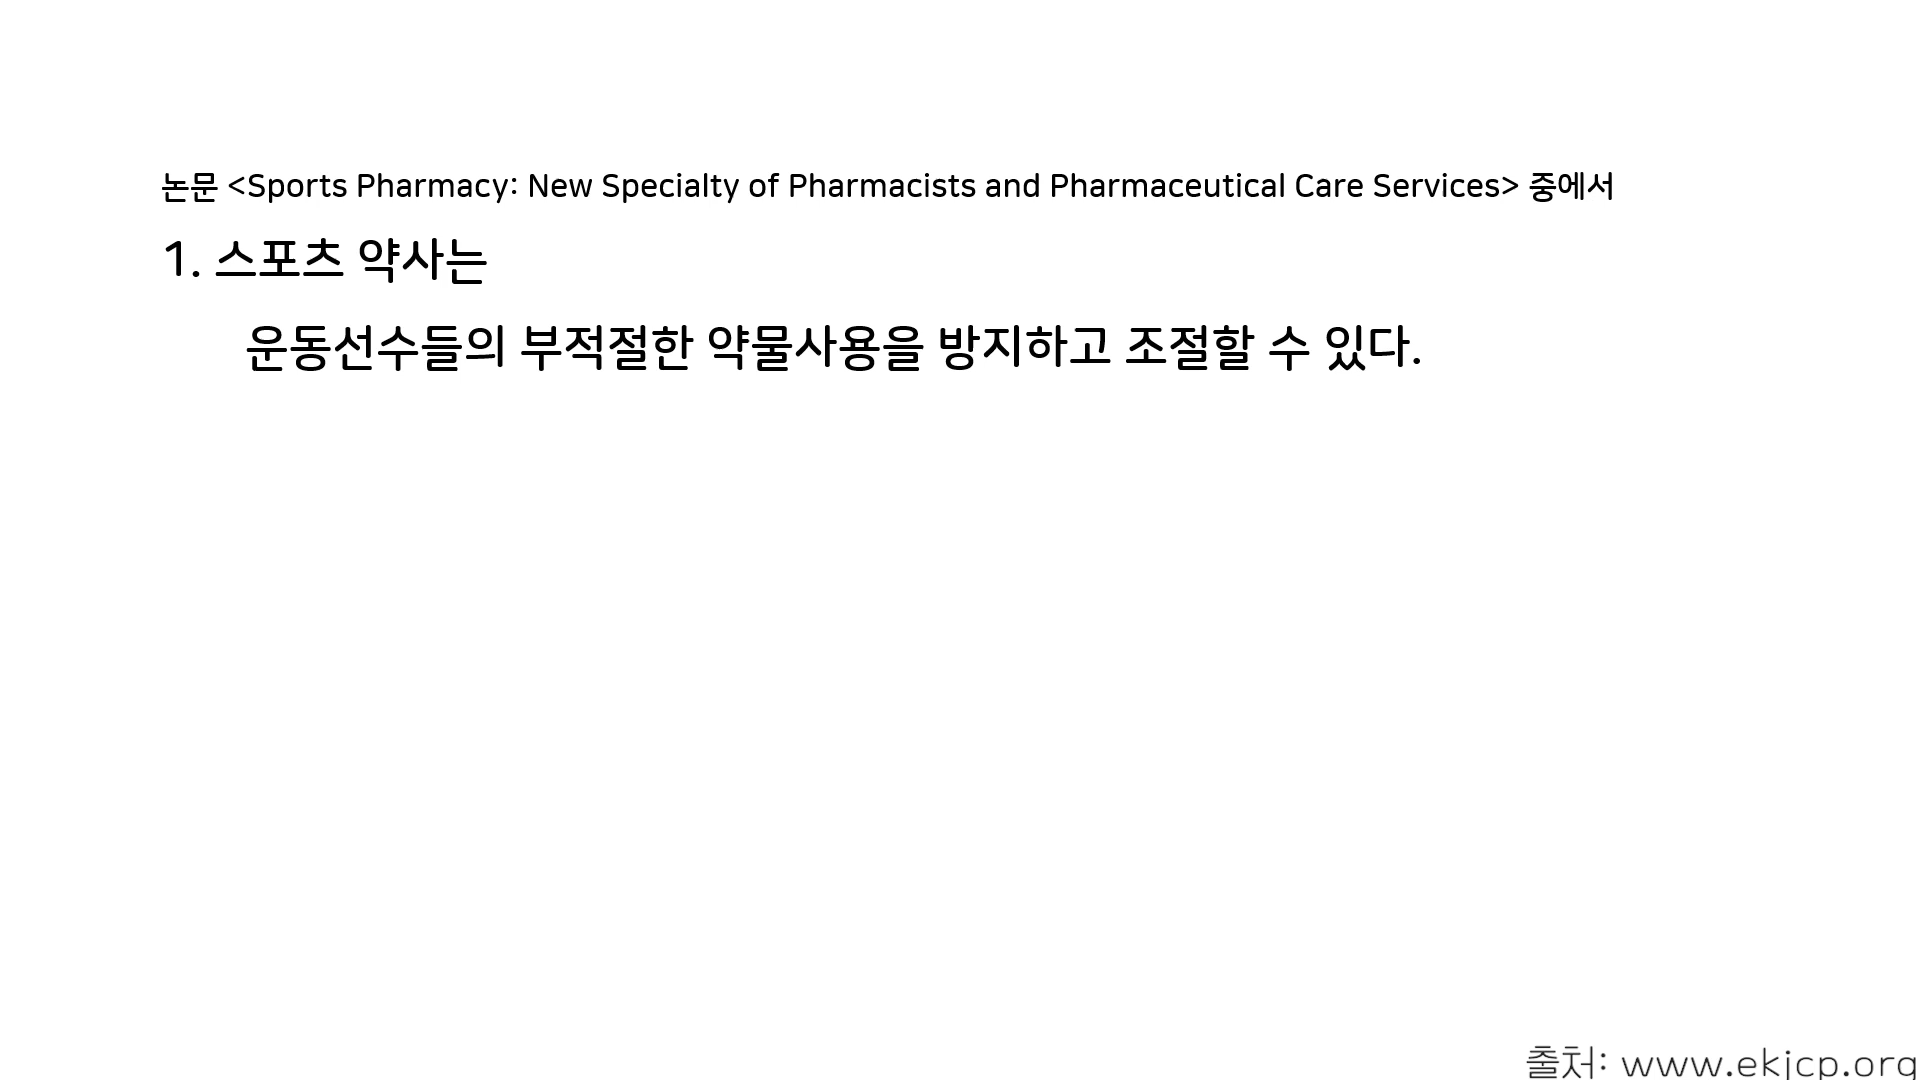 논문 <Sports Pharmacy: New Specialty of Pharmacists and Pharmaceutical Care Services> 중에서
1. 스포츠 약사는
운동선수들의 부적절한 약물사용을 방지하고 조절할 수 있다.
출처: www.ekjcp.org